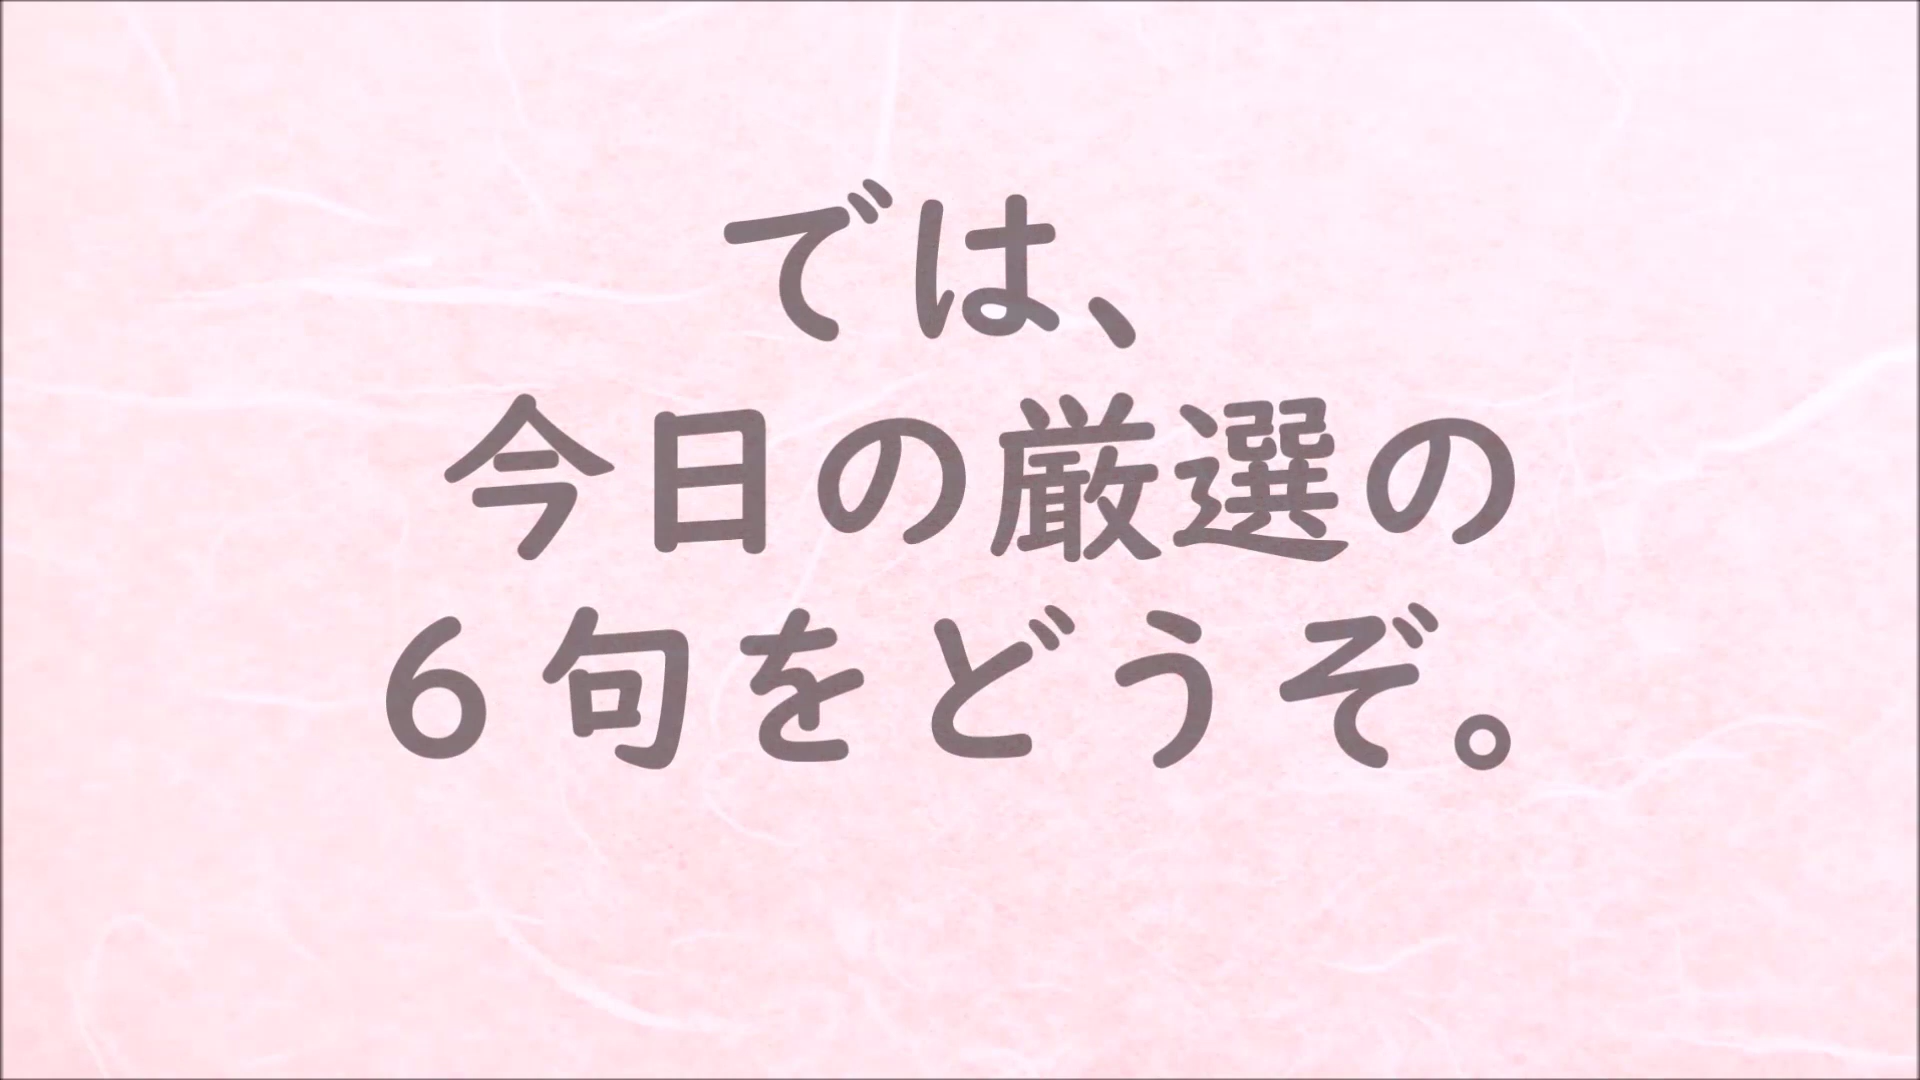 では、
今日の厳選の
６句をどうぞ。